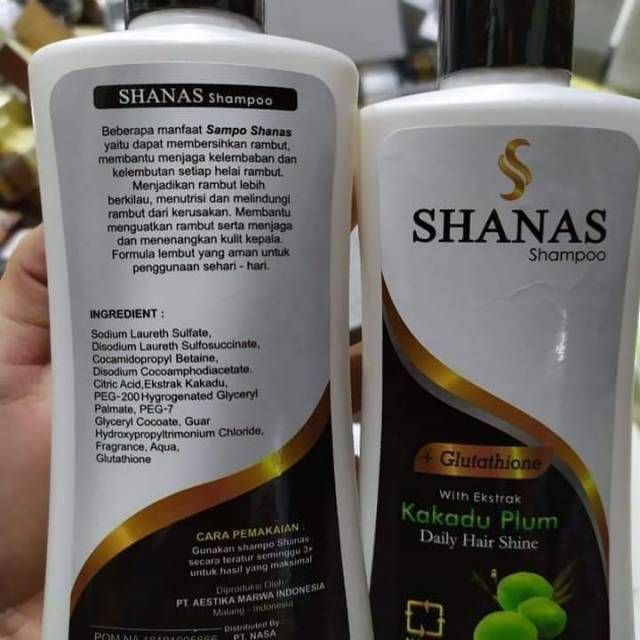 SHANAS Shampoo
Beberapa manfaat Sampo Shanas
yaitu dapat membersihkan rambut,
membantu menjaga kelembaban dan
kelembutan setiap helai rambut.
Menjadikan rambut lebih
berkilau, menutrisi dan melindungi
rambut dari kerusakan. Membantu
menguatkan rambut serta menjaga
dan menenangkan kulit kepala.
Formula lembut yang aman untuk
penggunaan sehari - hari.
INGREDIENT :
Sodium Laureth Sulfate,
Disodium Laureth Sulfosuccinate,
Cocamidopropyl Betaine,
Disodium Cocoamphodiacetate.
Citric Acid,Ekstrak Kakadu,
PEG-200 Hygrogenated Glyceryl
Palmate, PEG-7
Glyceryl Cocoate, Guar
Hydroxypropyltrimonium Chloride,
Fragrance, Aqua,
Glutathione
CARA PEMAKAIAN :
Gunakan shampo Shanas
secara teratur seminggu 3x
untuk hasil yang maksimal
Diproduksi Oleh:
PT. AESTIKA MARWA INDONESIA
Malang - Indonesia
Distributed By
PT. NASA
POM NA
SHANAS
Shampoo
+ Glutathione
With Ekstrak
Kakadu Plum
Daily Hair Shine